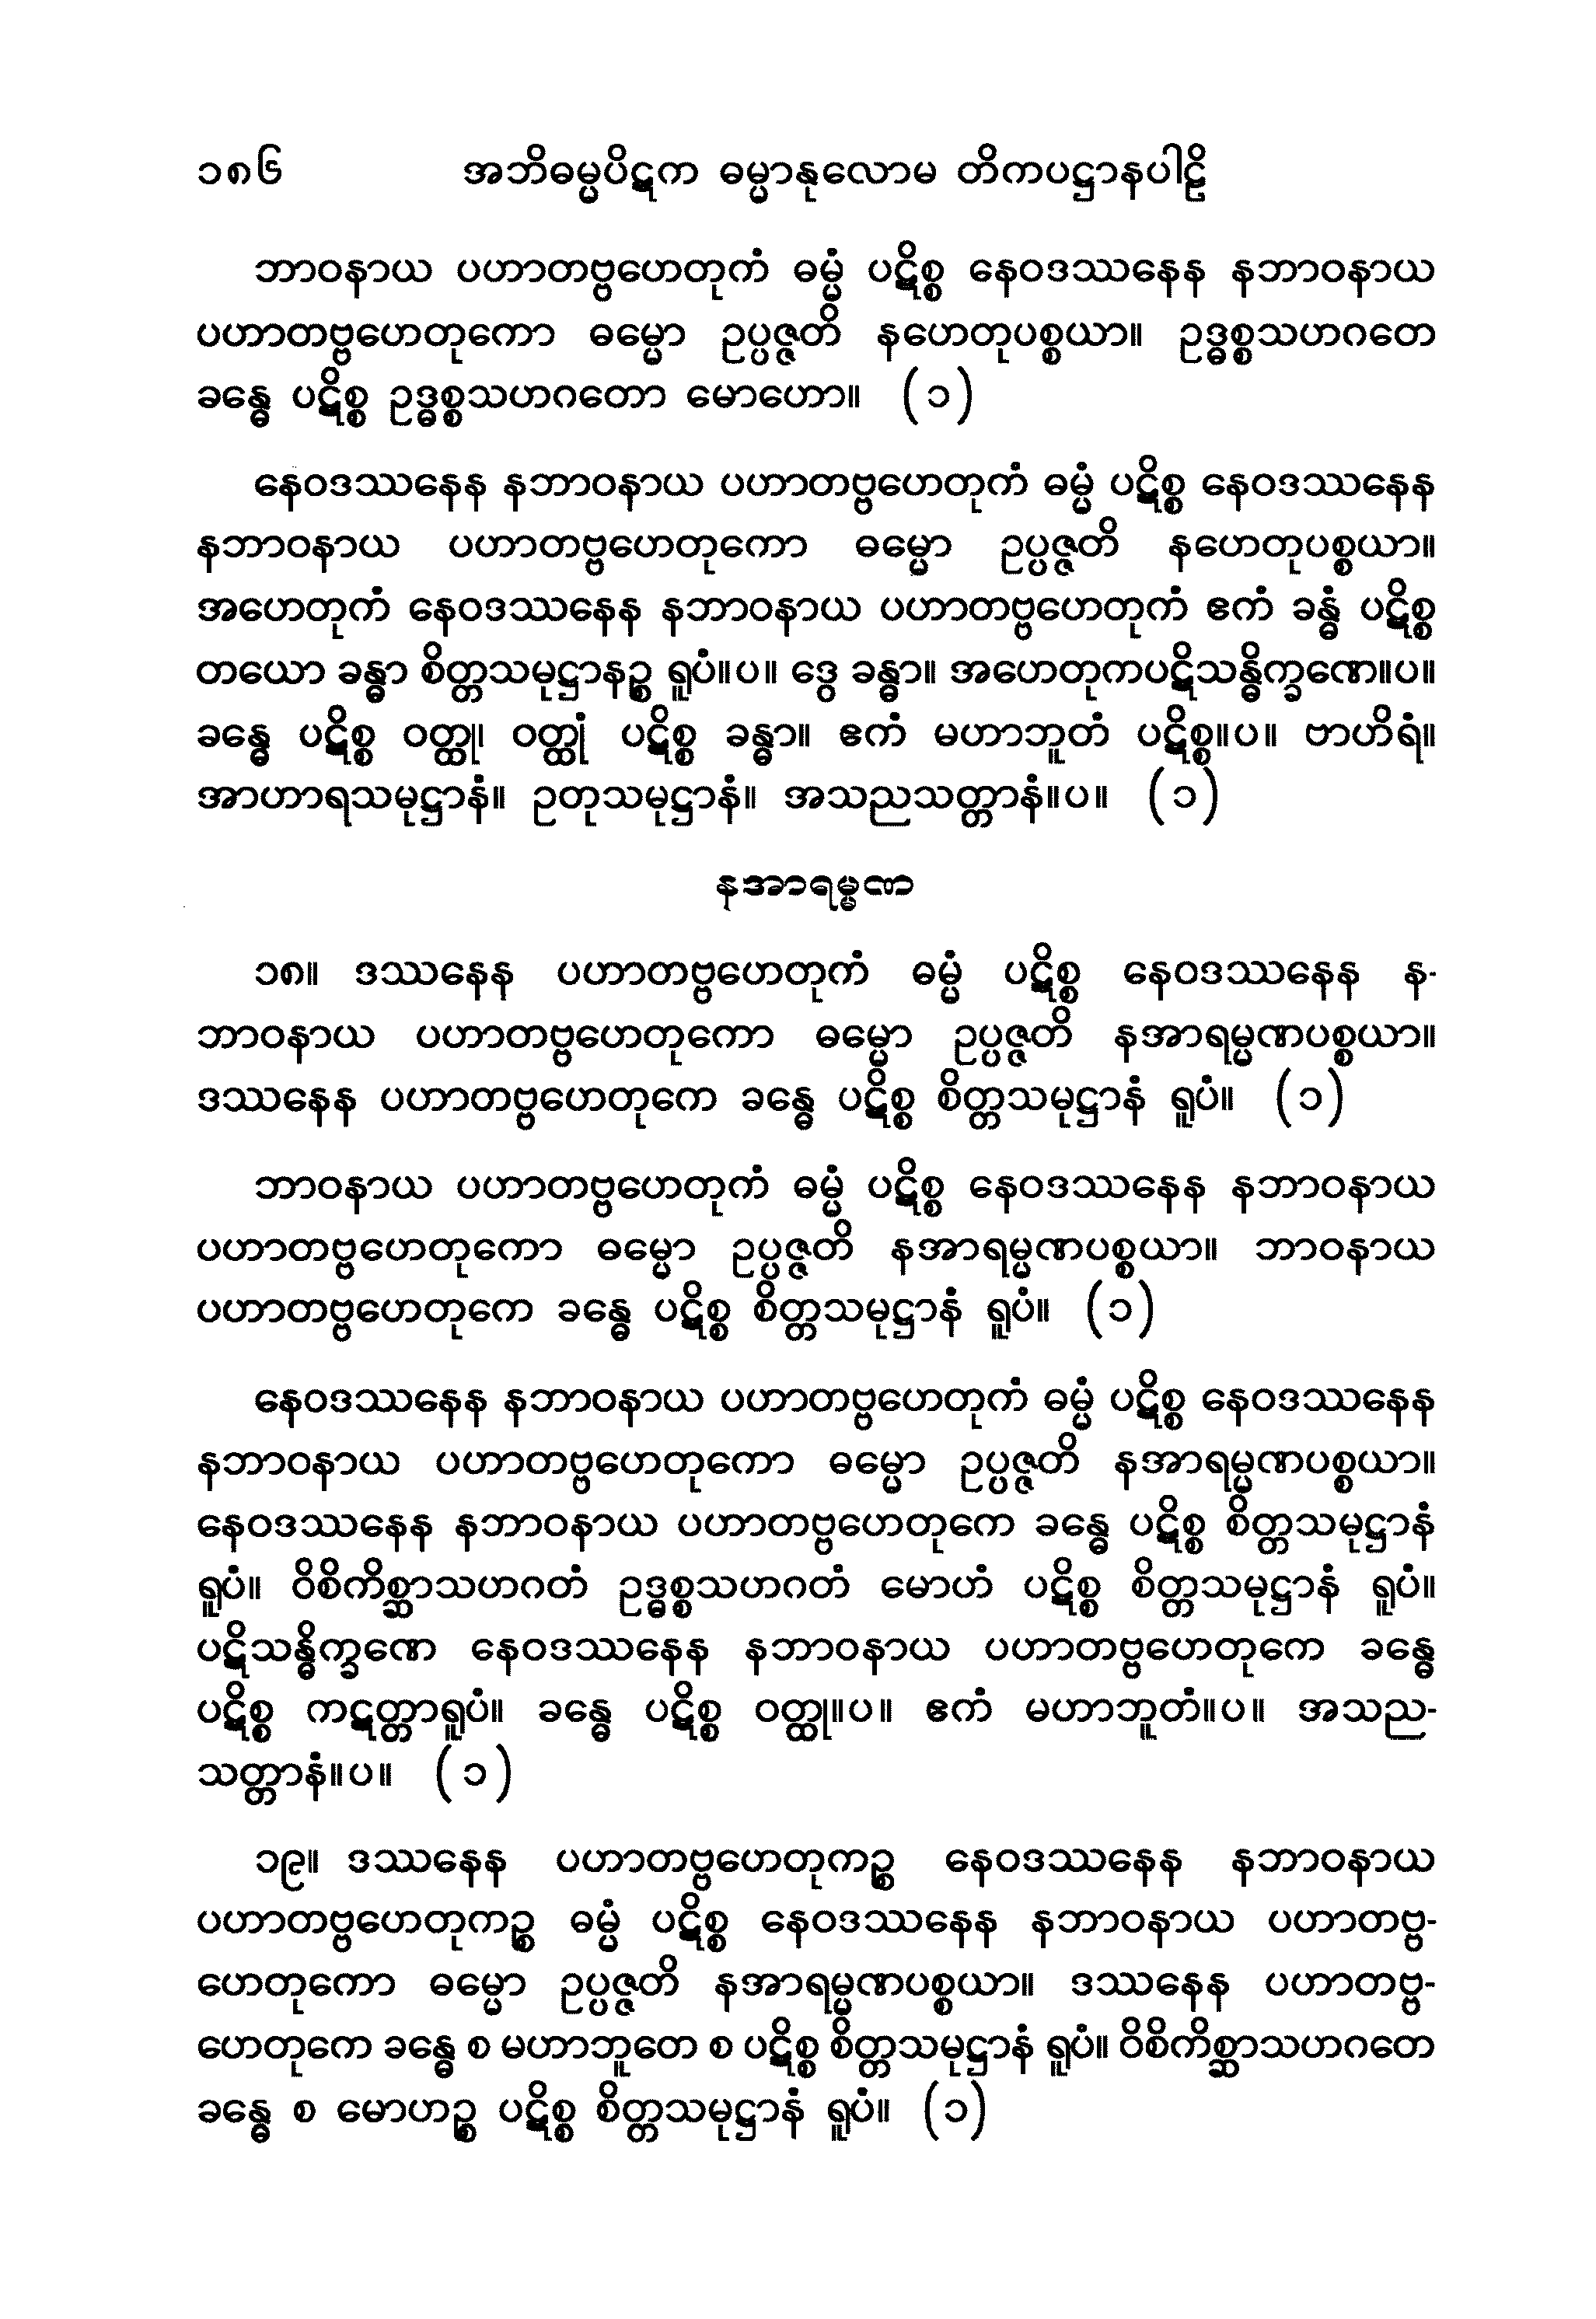 ၁၈၆ အဘိဓမ္မပိဋက ဓမ္မာနုလောမ တိကပဋ္ဌာနပါဠိ
ဘာဝနာယ ပဟာတဗ္ဗဟေတုကံ ဓမ္မံ ပဋိစ္စ နေဝဒဿနေန နဘာဝနာယ
ပဟာတဗ္ဗဟေတုကော ဓမ္မော ဥပ္ပဇ္ဇတိ နဟေတုပစ္စယာ။ ဥဒ္ဓစ္စသဟဂတေ
ခန္ဓေ ပဋိစ္စ ဥဒ္ဓစ္စသဟဂတော မောဟော။ (၁)
နေဝဒဿနေန နဘာဝနာယ ပဟာတဗ္ဗဟေတုကံ ဓမ္မံ ပဋိစ္စ နေဝဒဿနေန
နဘာဝနာယ ပဟာတဗ္ဗဟေတုကော ဓမ္မော ဥပ္ပဇ္ဇတိ နဟေတုပစ္စယာ။
အဟေတုကံ နေဝဒဿနေန နဘာဝနာယ ပဟာတဗ္ဗဟေတုကံ ဧကံ ခန္ဓံ ပဋိစ္စ
တယော ခန္ဓာ စိတ္တသမုဋ္ဌာနဉ္စ ရူပံ။ပ။ ဒွေ ခန္ဓာ။ အဟေတုကပဋိသန္ဓိက္ခဏေ။ပ။
ခန္ဓေ ပဋိစ္စ ဝတ္ထု၊ ဝတ္ထုံ ပဋိစ္စ ခန္ဓာ။ ဧကံ မဟာဘူတံ ပဋိစ္စ။ပ။ ဗာဟိရံ။
အာဟာရသမုဋ္ဌာနံ။ ဥတုသမုဋ္ဌာနံ။ အသညသတ္တာနံ။ပ။ (၁)
နအာရမ္မဏ
၁၈။ ဒဿနေန ပဟာတဗ္ဗဟေတုကံ ဓမ္မံ ပဋိစ္စ နေဝဒဿနေန န-
ဘာဝနာယ ပဟာတဗ္ဗဟေတုကော ဓမ္မော ဥပ္ပဇ္ဇတိ နအာရမ္မဏပစ္စယာ။
ဒဿနေန ပဟာတဗ္ဗဟေတုကေ ခန္ဓေ ပဋိစ္စ စိတ္တသမုဋ္ဌာနံ ရူပံ။ (၁)
ဘာဝနာယ ပဟာတဗ္ဗဟေတုကံ ဓမ္မံ ပဋိစ္စ နေဝဒဿနေန နဘာဝနာယ
ပဟာတဗ္ဗဟေတုကော ဓမ္မော ဥပ္ပဇ္ဇတိ နအာရမ္မဏပစ္စယာ။ ဘာဝနာယ
ပဟာတဗ္ဗဟေတုကေ ခန္ဓေ ပဋိစ္စ စိတ္တသမုဋ္ဌာနံ ရူပံ။ (၁)
နေဝဒဿနေန နဘာဝနာယ ပဟာတဗ္ဗဟေတုကံ ဓမ္မံ ပဋိစ္စ နေဝဒဿနေန
နဘာဝနာယ ပဟာတဗ္ဗဟေတုကော ဓမ္မော ဥပ္ပဇ္ဇတိ နအာရမ္မဏပစ္စယာ။
နေဝဒဿနေန နဘာဝနာယ ပဟာတဗ္ဗဟေတုကေ ခန္ဓေ ပဋိစ္စ စိတ္တသမုဋ္ဌာနံ
ရူပံ။ ဝိစိကိစ္ဆာသဟဂတံ ဥဒ္ဓစ္စသဟဂတံ မောဟံ ပဋိစ္စ စိတ္တသမုဋ္ဌာနံ ရူပံ။
ပဋိသန္ဓိက္ခဏေ နေဝဒဿနေန နဘာဝနာယ ပဟာတဗ္ဗဟေတုကေ ခန္ဓေ
ပဋိစ္စ ကဋတ္တာရူပံ။ ခန္ဓေ ပဋိစ္စ ဝတ္ထု။ပ။ ဧကံ မဟာဘူတံ။ပ။ အသည-
သတ္တာနံ။ပ။ (၁)
၁၉။ ဒဿနေန ပဟာတဗ္ဗဟေတုကဉ္စ နေဝဒဿနေန နဘာဝနာယ
ပဟာတဗ္ဗဟေတုကဉ္စ ဓမ္မံ ပဋိစ္စ နေဝဒဿနေန နဘာဝနာယ ပဟာတဗ္ဗ-
ဟေတုကော ဓမ္မော ဥပ္ပဇ္ဇတိ နအာရမ္မဏပစ္စယာ။ ဒဿနေန ပဟာတဗ္ဗ-
ဟေတုကေ ခန္ဓေ စ မဟာဘူတေ စ ပဋိစ္စ စိတ္တသမုဋ္ဌာနံ ရူပံ။ ဝိစိကိစ္ဆာသဟဂတေ
ခန္ဓေ စ မောဟဉ္စ ပဋိစ္စ စိတ္တသမုဋ္ဌာနံ ရူပံ။ (၁)